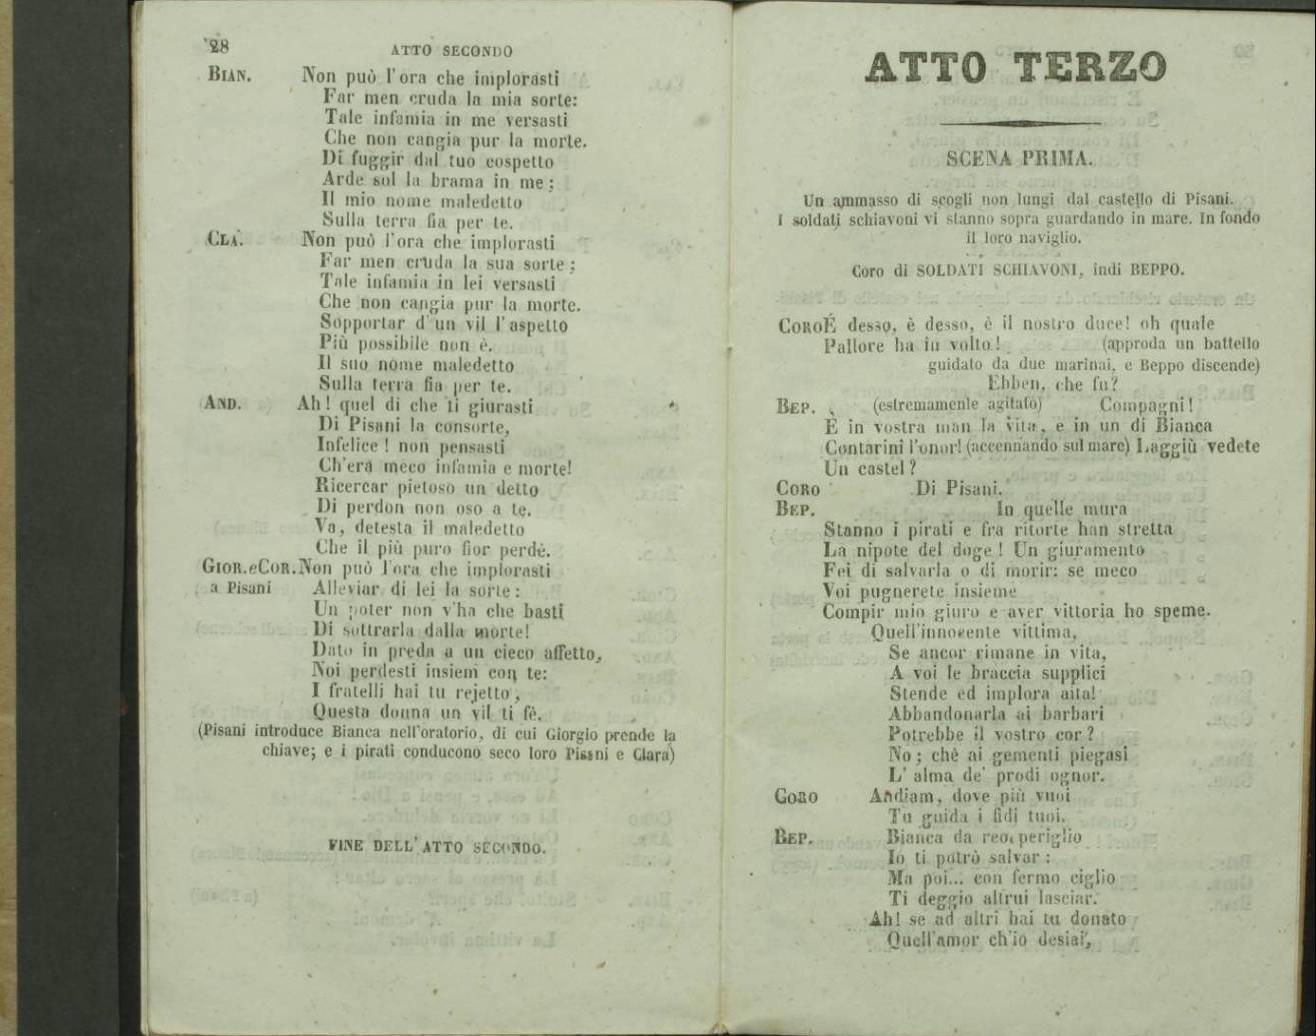 28
ATTO SECONDO
BIAN. Non può l'ora che implorasti
Far men cruda la mia sorte:
Tale infamia in me versasti
Che non cangia pur la morte.
Di fuggir dal tuo cospetto
Arde sol la brama in me;
Il mio nome maledetto
Sulla terra fia per te.
CLA. Non può l'ora che implorasti
Far men cruda la sua sorte;
Tale infamia in lei versasti
Che non cangia pur la morte.
Sopportar d'un vil l'aspetto
Più possibile non è.
Il suo nome maledetto
Sulla terra fia per te.
AND. Ah! quel di che ti giurasti
Di Pisani la consorte,
Infelice! non pensasti
Ch'era meco infamia e morte!
Ricercar pietoso un detto
Di perdon non oso a te.
Va, detesta il maledetto
Che il più puro fior perdè.
GIOR. e COR. Non può l'ora che implorasti
a Pisani Alleviar di lei la sorte:
Un poter non v'ha che basti
Di sottrarla dalla morte!
Dato in preda a un cieco affetto,
Noi perdesti insiem con te:
I fratelli hai tu rejetto,
Questa donna un vil ti fè.
(Pisani introduce Bianca nell'oratorio, di cui Giorgio prende la
chiave; e i pirati conducono seco loro Pisani e Clara)
FINE DELL'ATTO SECONDO.
ATTO TERZO
SCENA PRIMA.
Un ammasso di scogli non lungi dal castello di Pisani.
I soldati schiavoni vi stanno sopra guardando in mare. In fondo
il loro naviglio.
Coro di SOLDATI SCHIAVONI, indi BEPPO.
CORO È desso, è desso, è il nostro duce! oh quale
Pallore ha in volto! (approda un battello
guidato da due marinai, e Beppo discende)
Ebben, che fu?
BEP. (estremamente agitato) Compagni!
È in vostra man la vita, e in un di Bianca
Contarini l'onor! (accennando sul mare) Laggiù vedete
Un castel?
CORO Di Pisani.
BEP. In quelle mura
Stanno i pirati e fra ritorte han stretta
La nipote del doge! Un giuramento
Fei di salvarla o di morir: se meco
Voi pugnerete insieme
Compir mio giuro e aver vittoria ho speme.
Quell'innocente vittima,
Se ancor rimane in vita,
A voi le braccia supplici
Stende ed implora aita!
Abbandonarla ai barbari
Potrebbe il vostro cor?
No; chè ai gementi piegasi
L'alma de' prodi ognor.
CORO Andiam, dove più vuoi
Tu guida i fidi tuoi.
BEP. Bianca da reo periglio
Io ti potrò salvar:
Ma poi... con fermo ciglio
Ti deggio altrui lasciar.
Ah! se ad altri hai tu donato
Quell'amor ch'io desiai,